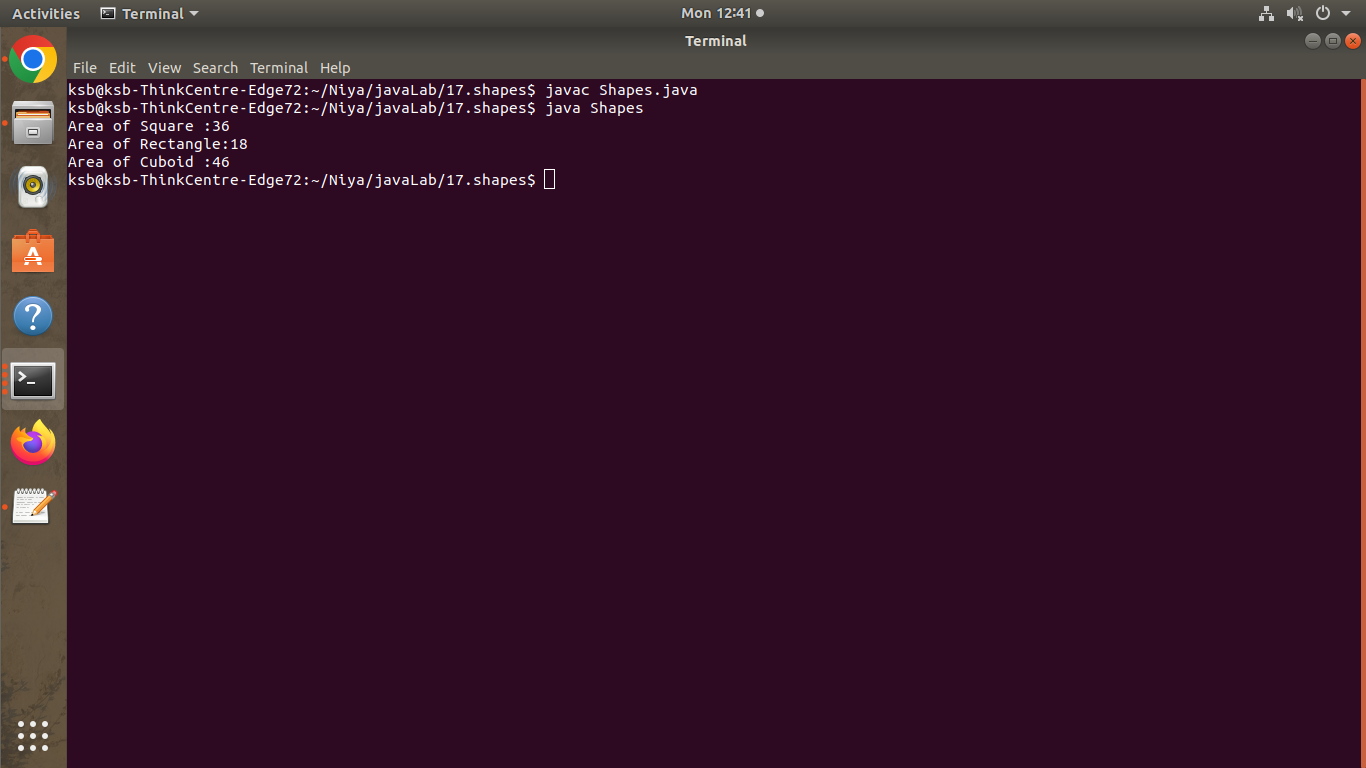 Activities Terminal Mon 12:41
Terminal
File Edit View Search Terminal Help
ksb@ksb-ThinkCentre-Edge72:~/Niya/javaLab/17.shapes$ javac Shapes.java
ksb@ksb-ThinkCentre-Edge72:~/Niya/javaLab/17.shapes$ java Shapes
Area of Square :36
Area of Rectangle:18
Area of Cuboid :46
ksb@ksb-ThinkCentre-Edge72:~/Niya/javaLab/17.shapes$